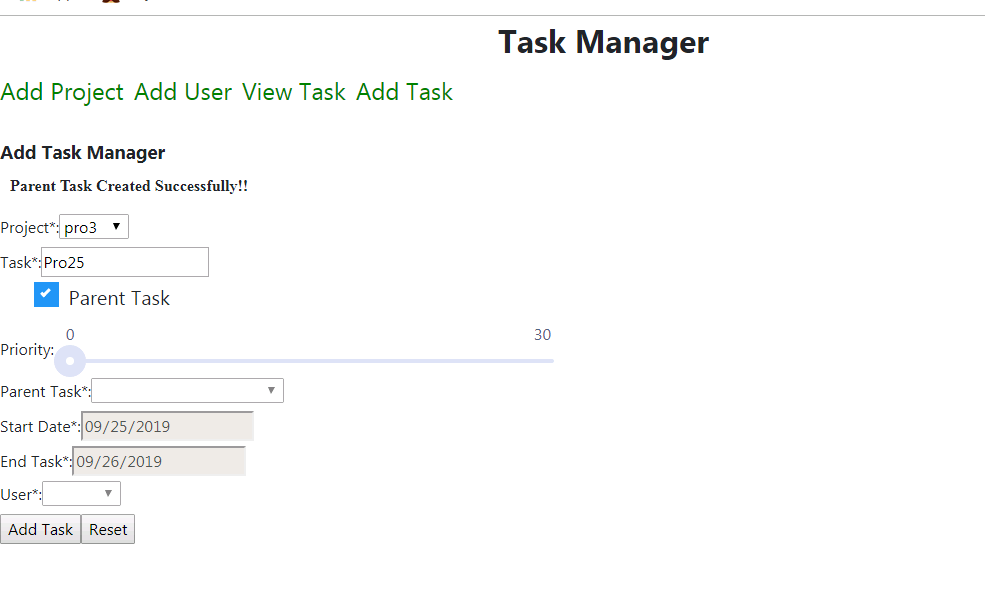 Task Manager
Add Project Add User View Task Add Task
Add Task Manager
Parent Task Created Successfully!!
Project*: pro3
Task*: Pro25
Parent Task
0 30
Priority:
Parent Task*:
Start Date*: 09/25/2019
End Task*: 09/26/2019
User*:
Add Task Reset